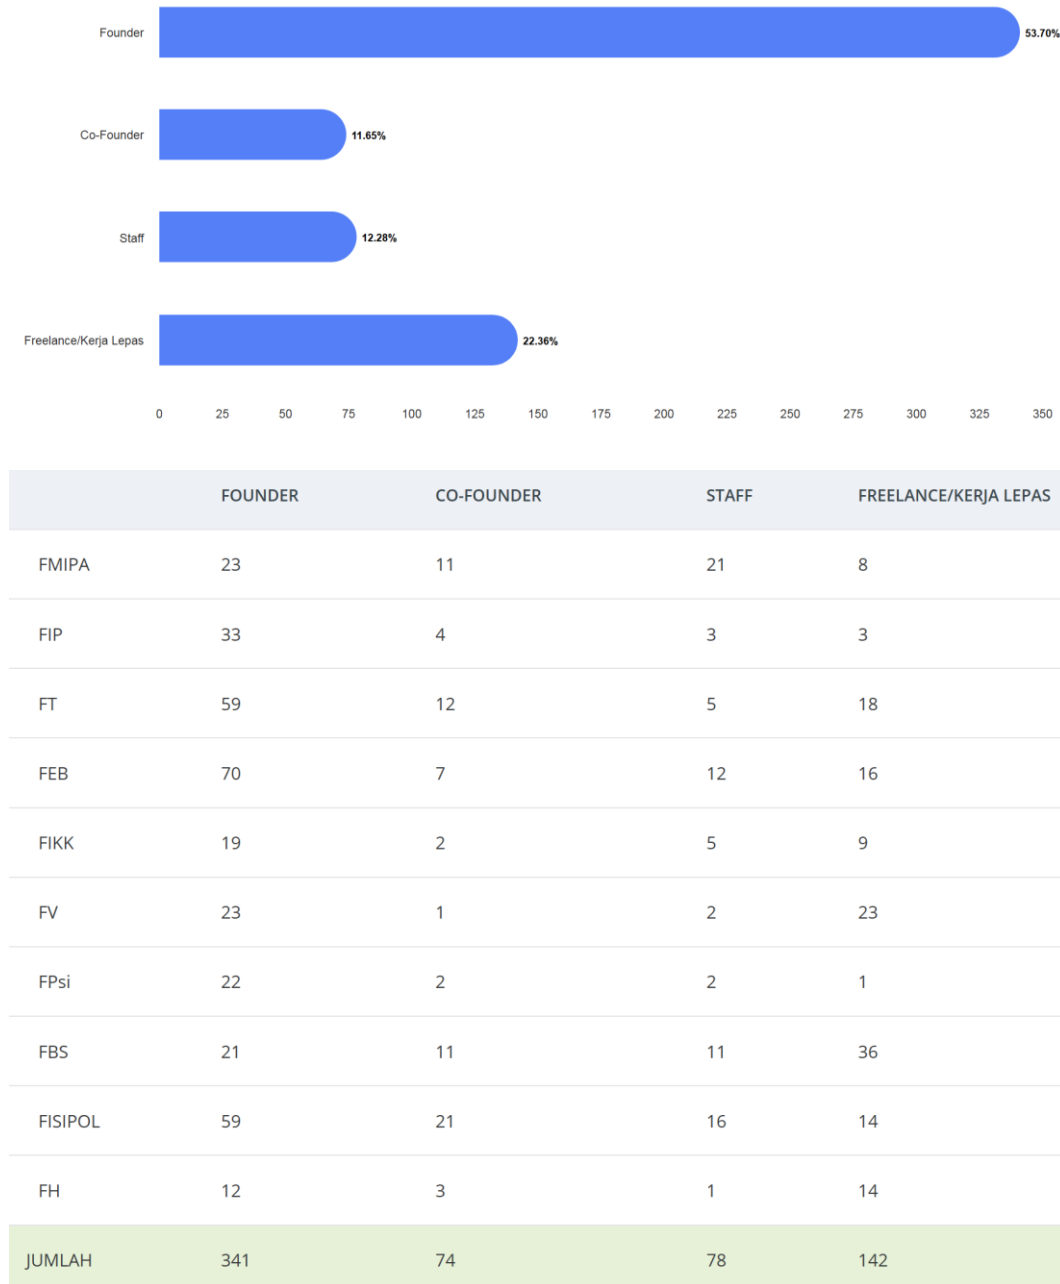 Founder 53.70%
Co-Founder 11.65%
Staff 12.28%
Freelance/Kerja Lepas 22.36%
0 25 50 75 100 125 150 175 200 225 250 275 300 325 350
FOUNDER CO-FOUNDER STAFF FREELANCE/KERJA LEPAS
FMIPA 23 11 21 8
FIP 33 4 3 3
FT 59 12 5 18
FEB 70 7 12 16
FIKK 19 2 5 9
FV 23 1 2 23
FPsi 22 2 2 1
FBS 21 11 11 36
FISIPOL 59 21 16 14
FH 12 3 1 14
JUMLAH 341 74 78 142